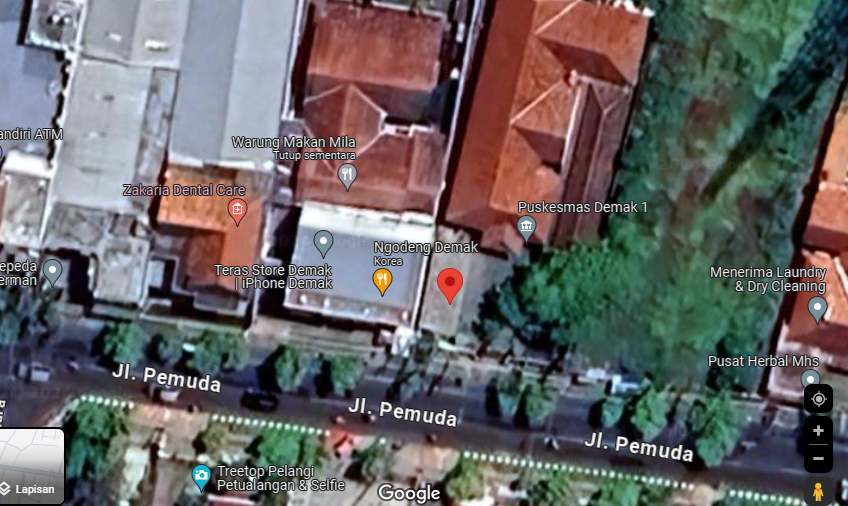 andiri ATM
Warung Makan Mila
Tutup sementara
Zakaria Dental Care
Puskesmas Demak 1
Ngodeng Demak
Korea
Teras Store Demak
| iPhone Demak
epeda
erman
Menerima Laundry
& Dry Cleaning
Pusat Herbal Mhs
Jl. Pemuda
Jl. Pemuda
Jl. Pemuda
Treetop Pelangi
Petualangan & Selfie
Lapisan
Google